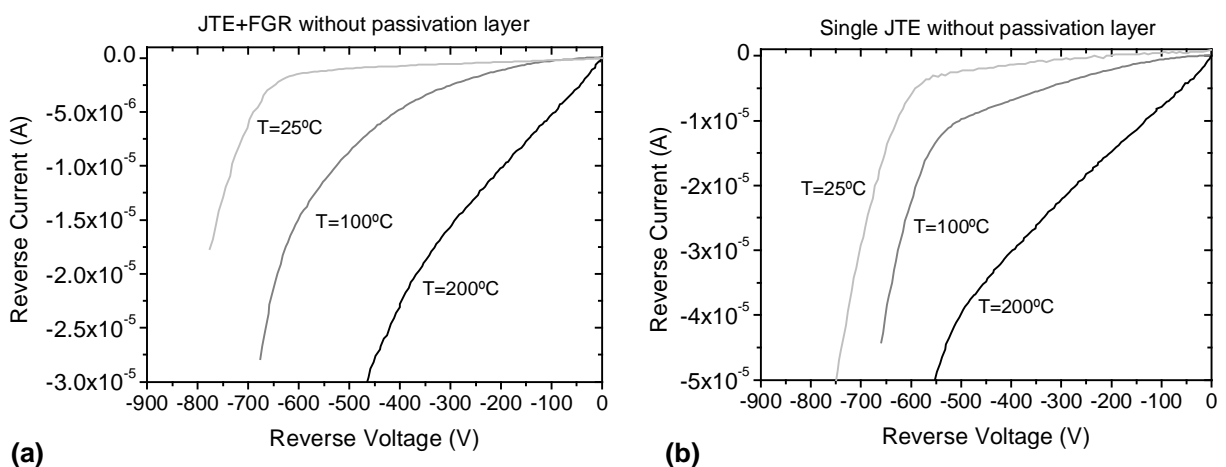 JTE+FGR without passivation layer
0.0
-5.0x10⁻⁶
-1.0x10⁻⁵
-1.5x10⁻⁵
-2.0x10⁻⁵
-2.5x10⁻⁵
-3.0x10⁻⁵
Reverse Current (A)
T=25ºC
T=100ºC
T=200ºC
-900 -800 -700 -600 -500 -400 -300 -200 -100 0
Reverse Voltage (V)
(a)
Single JTE without passivation layer
0
-1x10⁻⁵
-2x10⁻⁵
-3x10⁻⁵
-4x10⁻⁵
-5x10⁻⁵
Reverse Current (A)
T=25ºC
T=100ºC
T=200ºC
-900 -800 -700 -600 -500 -400 -300 -200 -100 0
Reverse Voltage (V)
(b)